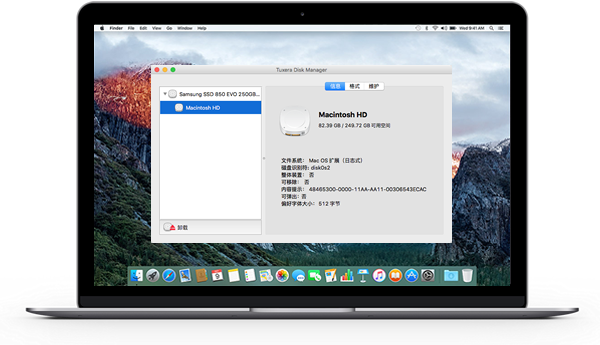 Finder File Edit View Go Window Help
Wed 9:41 AM
Tuxera Disk Manager
信息 格式 维护
Samsung SSD 850 EVO 250GB...
Macintosh HD
Macintosh HD
82.39 GB / 249.72 GB 可用空间
文件系统: Mac OS 扩展（日志式）
磁盘识别符: disk0s2
整体装置: 否
可移除: 否
内容提示: 48465300-0000-11AA-AA11-00306543ECAC
可弹出: 否
偏好字体大小: 512 字节
卸载